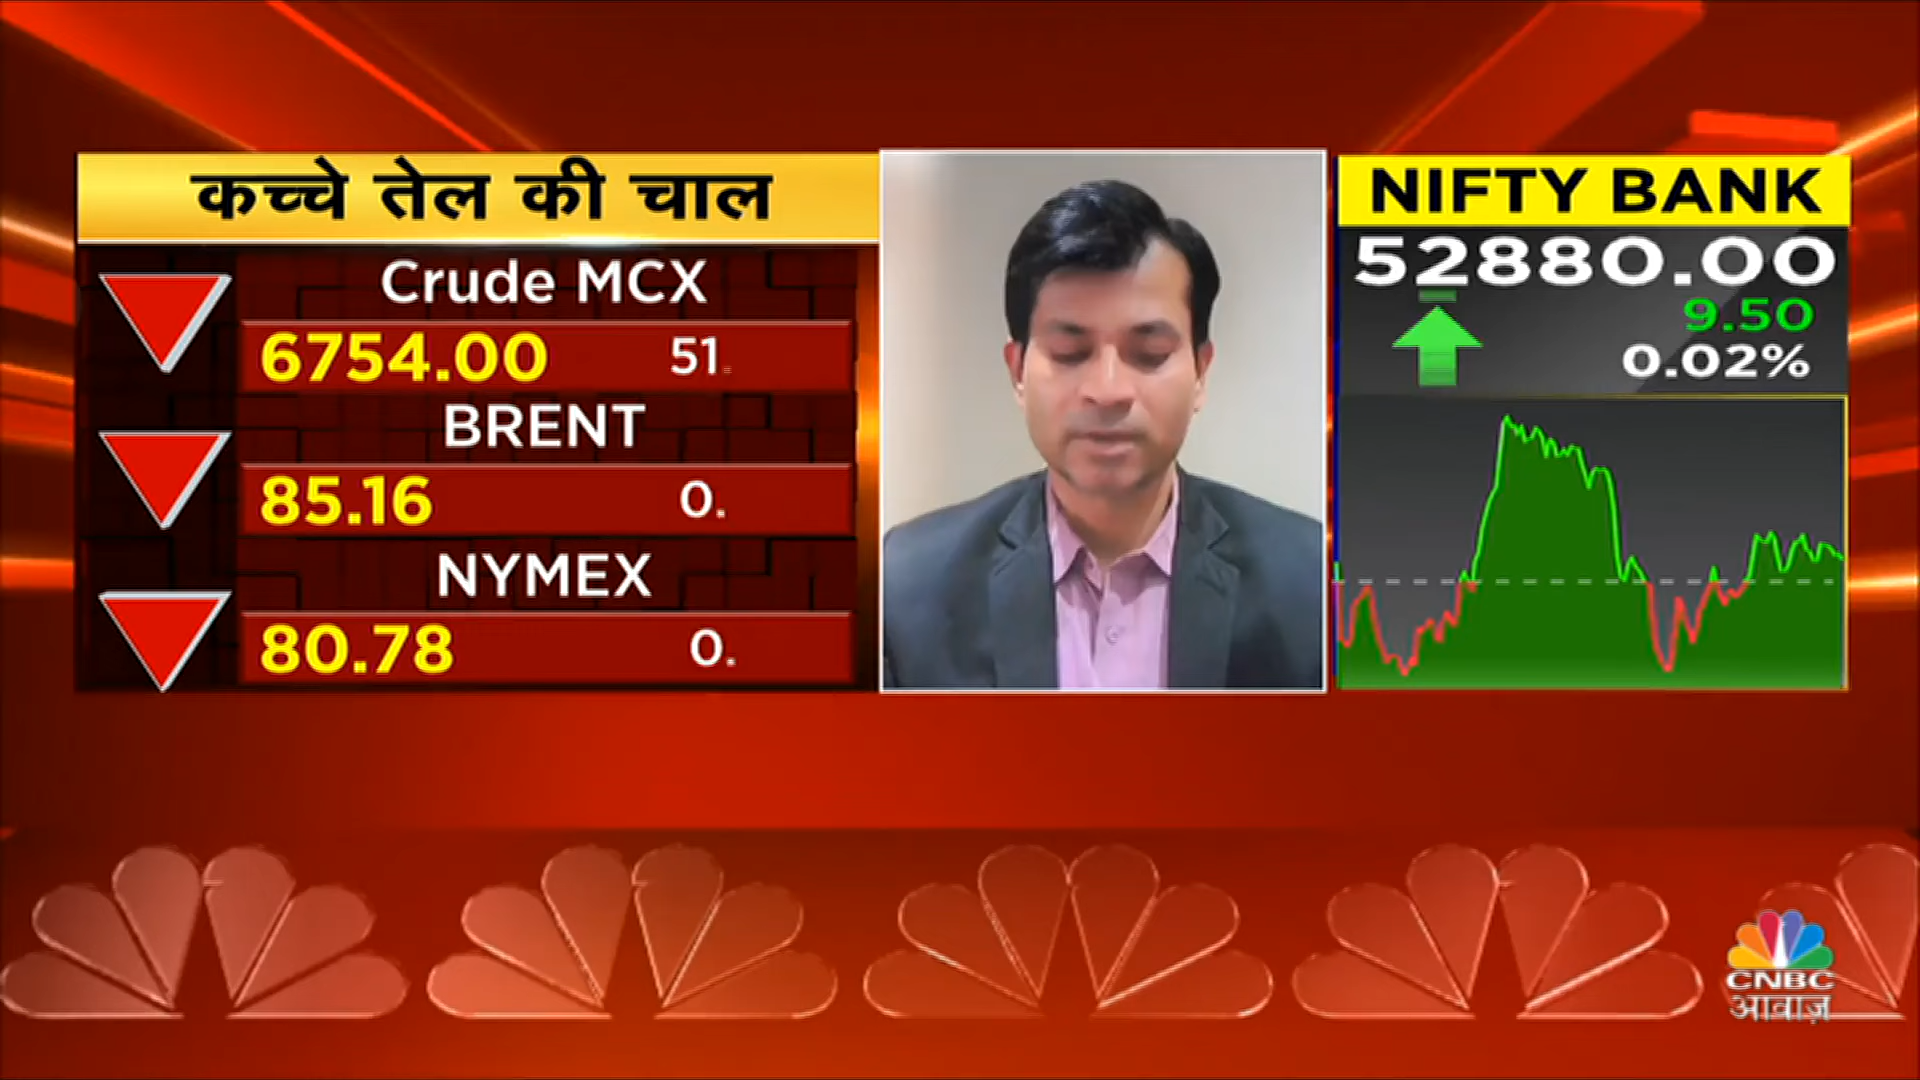 कच्चे तेल की चाल
Crude MCX
6754.00 51.
BRENT
85.16 0.
NYMEX
80.78 0.
NIFTY BANK
52880.00
9.50
0.02%
CNBC
आवाज़